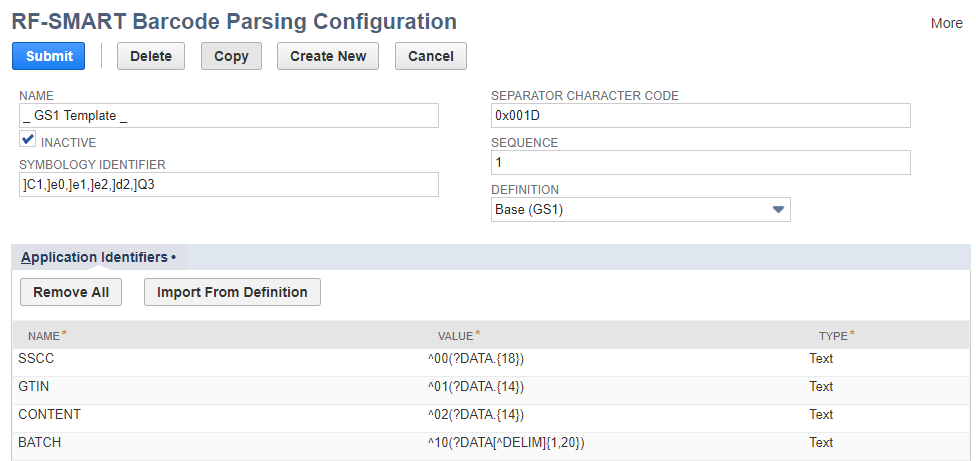 RF-SMART Barcode Parsing Configuration
More
Submit
Delete
Copy
Create New
Cancel
NAME
_ GS1 Template _
INACTIVE
SYMBOLOGY IDENTIFIER
]C1,]e0,]e1,]e2,]d2,]Q3
SEPARATOR CHARACTER CODE
0x001D
SEQUENCE
1
DEFINITION
Base (GS1)
Application Identifiers •
Remove All
Import From Definition
NAME* VALUE* TYPE*
SSCC ^00(?DATA.{18}) Text
GTIN ^01(?DATA.{14}) Text
CONTENT ^02(?DATA.{14}) Text
BATCH ^10(?DATA[^DELIM]{1,20}) Text